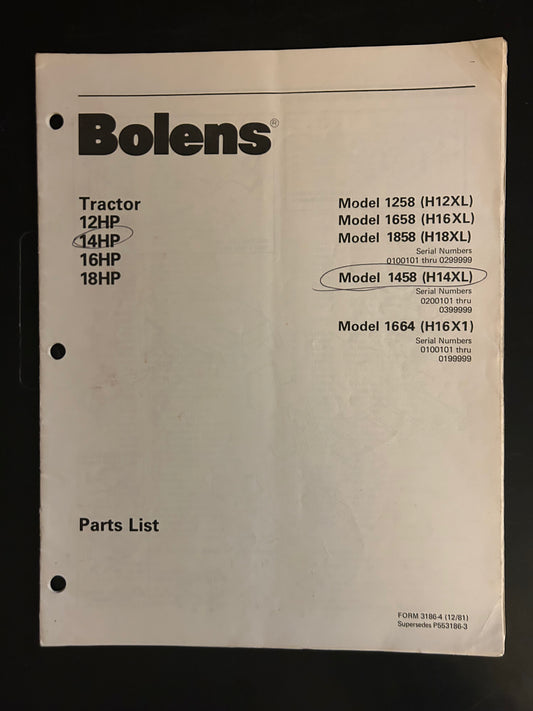 Bolens®
Tractor
12HP
14HP
16HP
18HP
Model 1258 (H12XL)
Model 1658 (H16XL)
Model 1858 (H18XL)
Serial Numbers
0100101 thru 0299999
Model 1458 (H14XL)
Serial Numbers
0200101 thru
0399999
Model 1664 (H16X1)
Serial Numbers
0100101 thru
0199999
Parts List
FORM 3186-4 (12/81)
Supersedes P553186-3